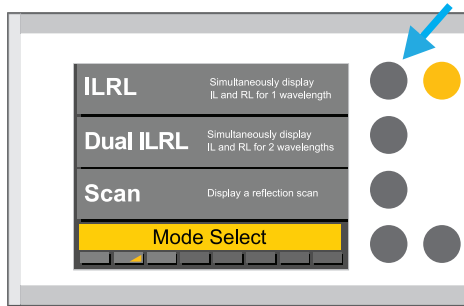 ILRL
Simultaneously display
IL and RL for 1 wavelength
Dual ILRL
Simultaneously display
IL and RL for 2 wavelengths
Scan
Display a reflection scan
Mode Select